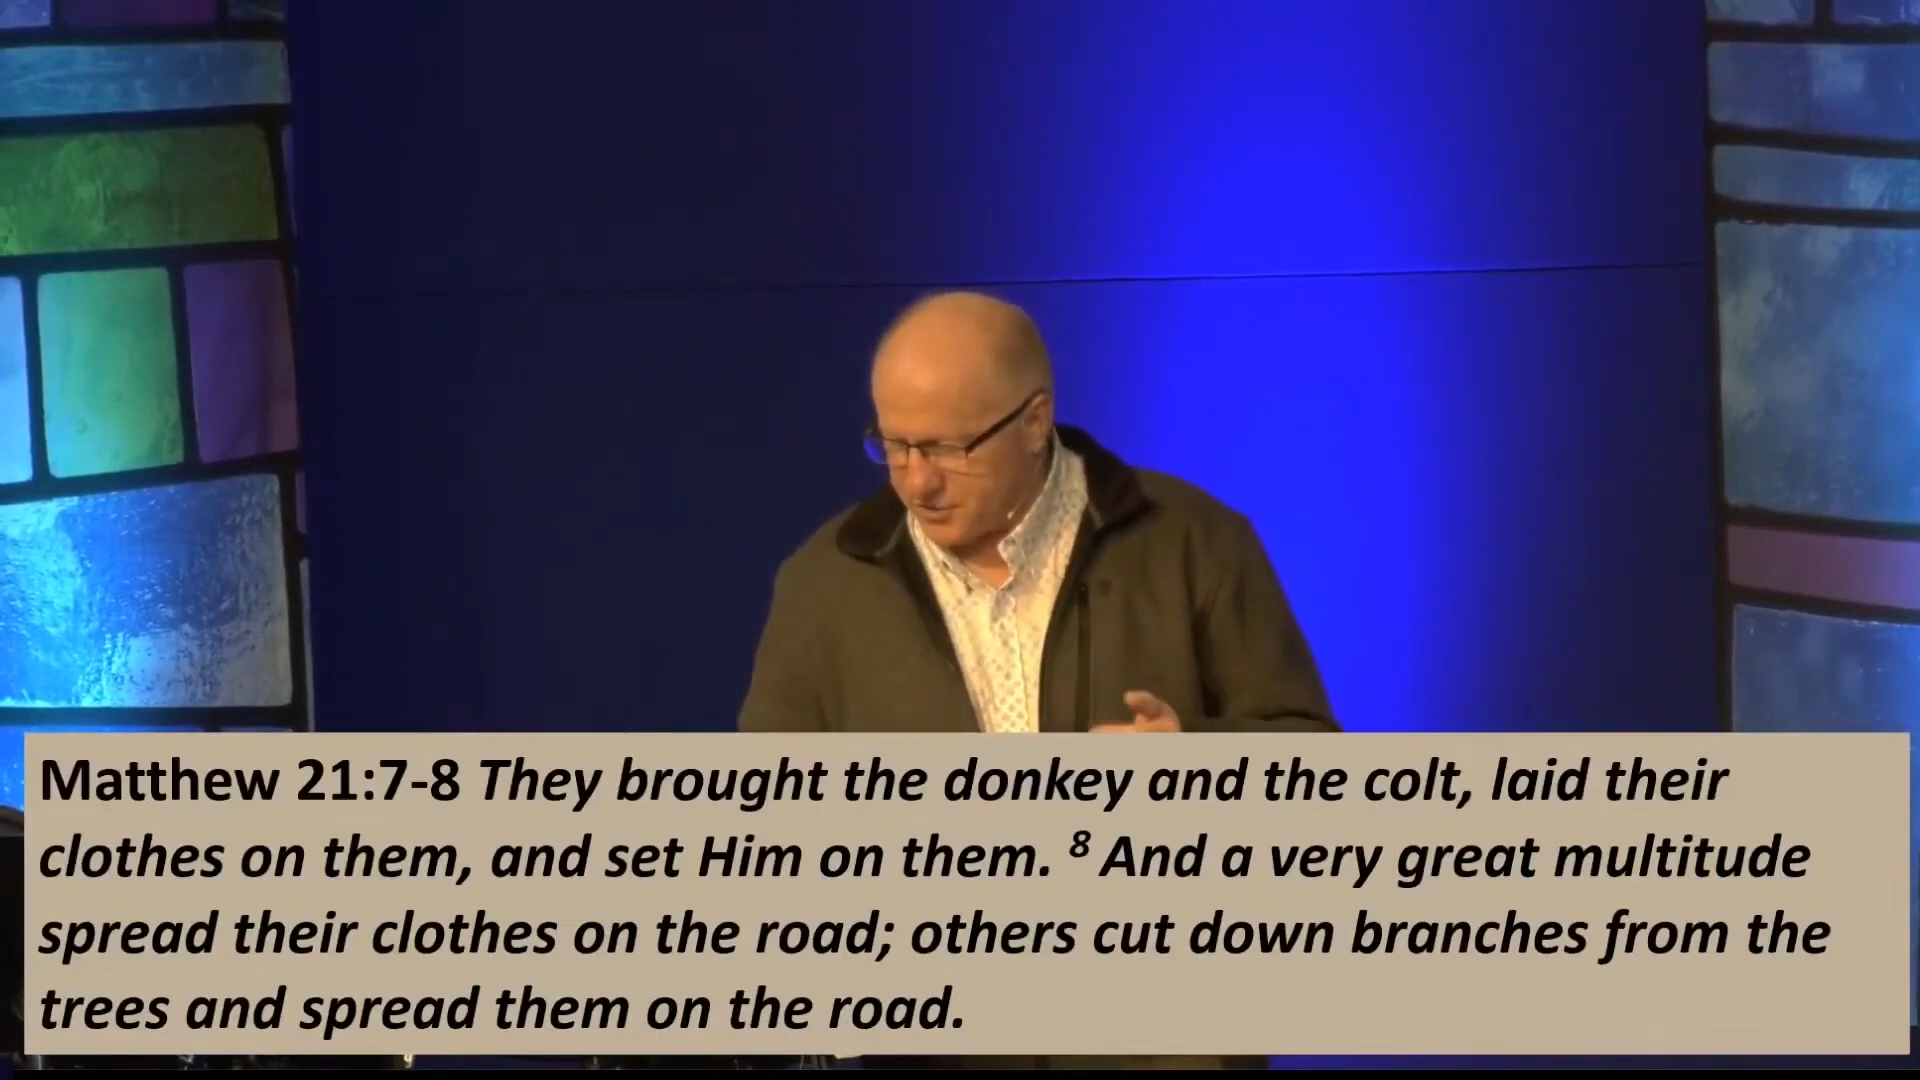 Matthew 21:7-8 They brought the donkey and the colt, laid their
clothes on them, and set Him on them. ⁸ And a very great multitude
spread their clothes on the road; others cut down branches from the
trees and spread them on the road.